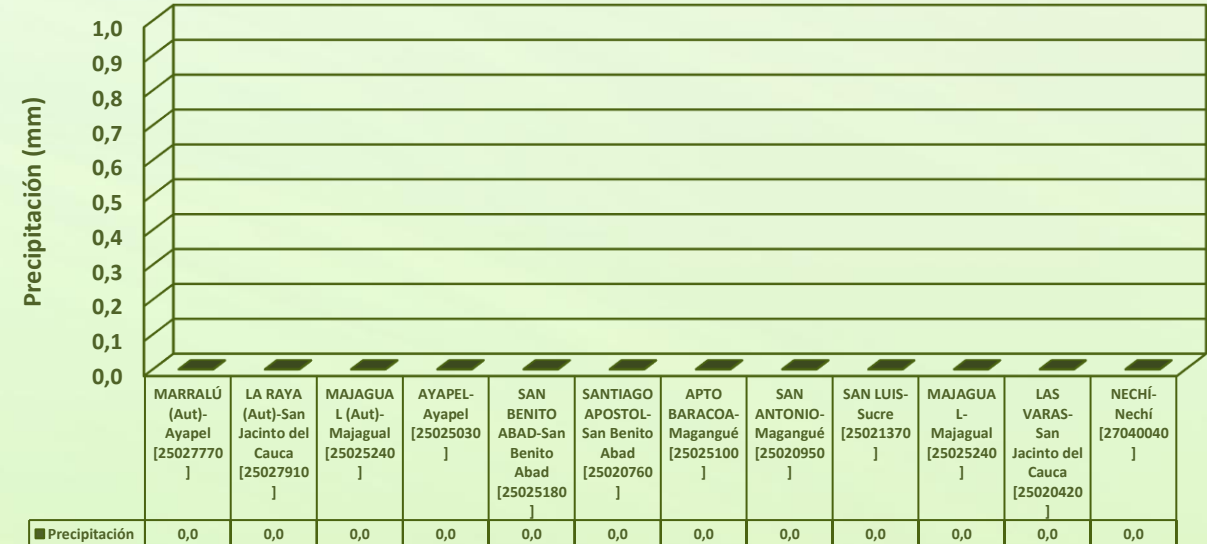 Precipitación (mm)
1,0
0,9
0,8
0,7
0,6
0,5
0,4
0,3
0,2
0,1
0,0
MARRALÚ
(Aut)-
Ayapel
[25027770
]
LA RAYA
(Aut)-San
Jacinto del
Cauca
[25027910
]
MAJAGUA
L (Aut)-
Majagual
[25025240
]
AYAPEL-
Ayapel
[25025030
]
SAN
BENITO
ABAD-San
Benito
Abad
[25025180
]
SANTIAGO
APOSTOL-
San Benito
Abad
[25020760
]
APTO
BARACOA-
Magangué
[25025100
]
SAN
ANTONIO-
Magangué
[25020950
]
SAN LUIS-
Sucre
[25021370
]
MAJAGUA
L-
Majagual
[25025240
]
LAS
VARAS-
San
Jacinto del
Cauca
[25020420
]
NECHÍ-
Nechí
[27040040
]
Precipitación 0,0 0,0 0,0 0,0 0,0 0,0 0,0 0,0 0,0 0,0 0,0 0,0